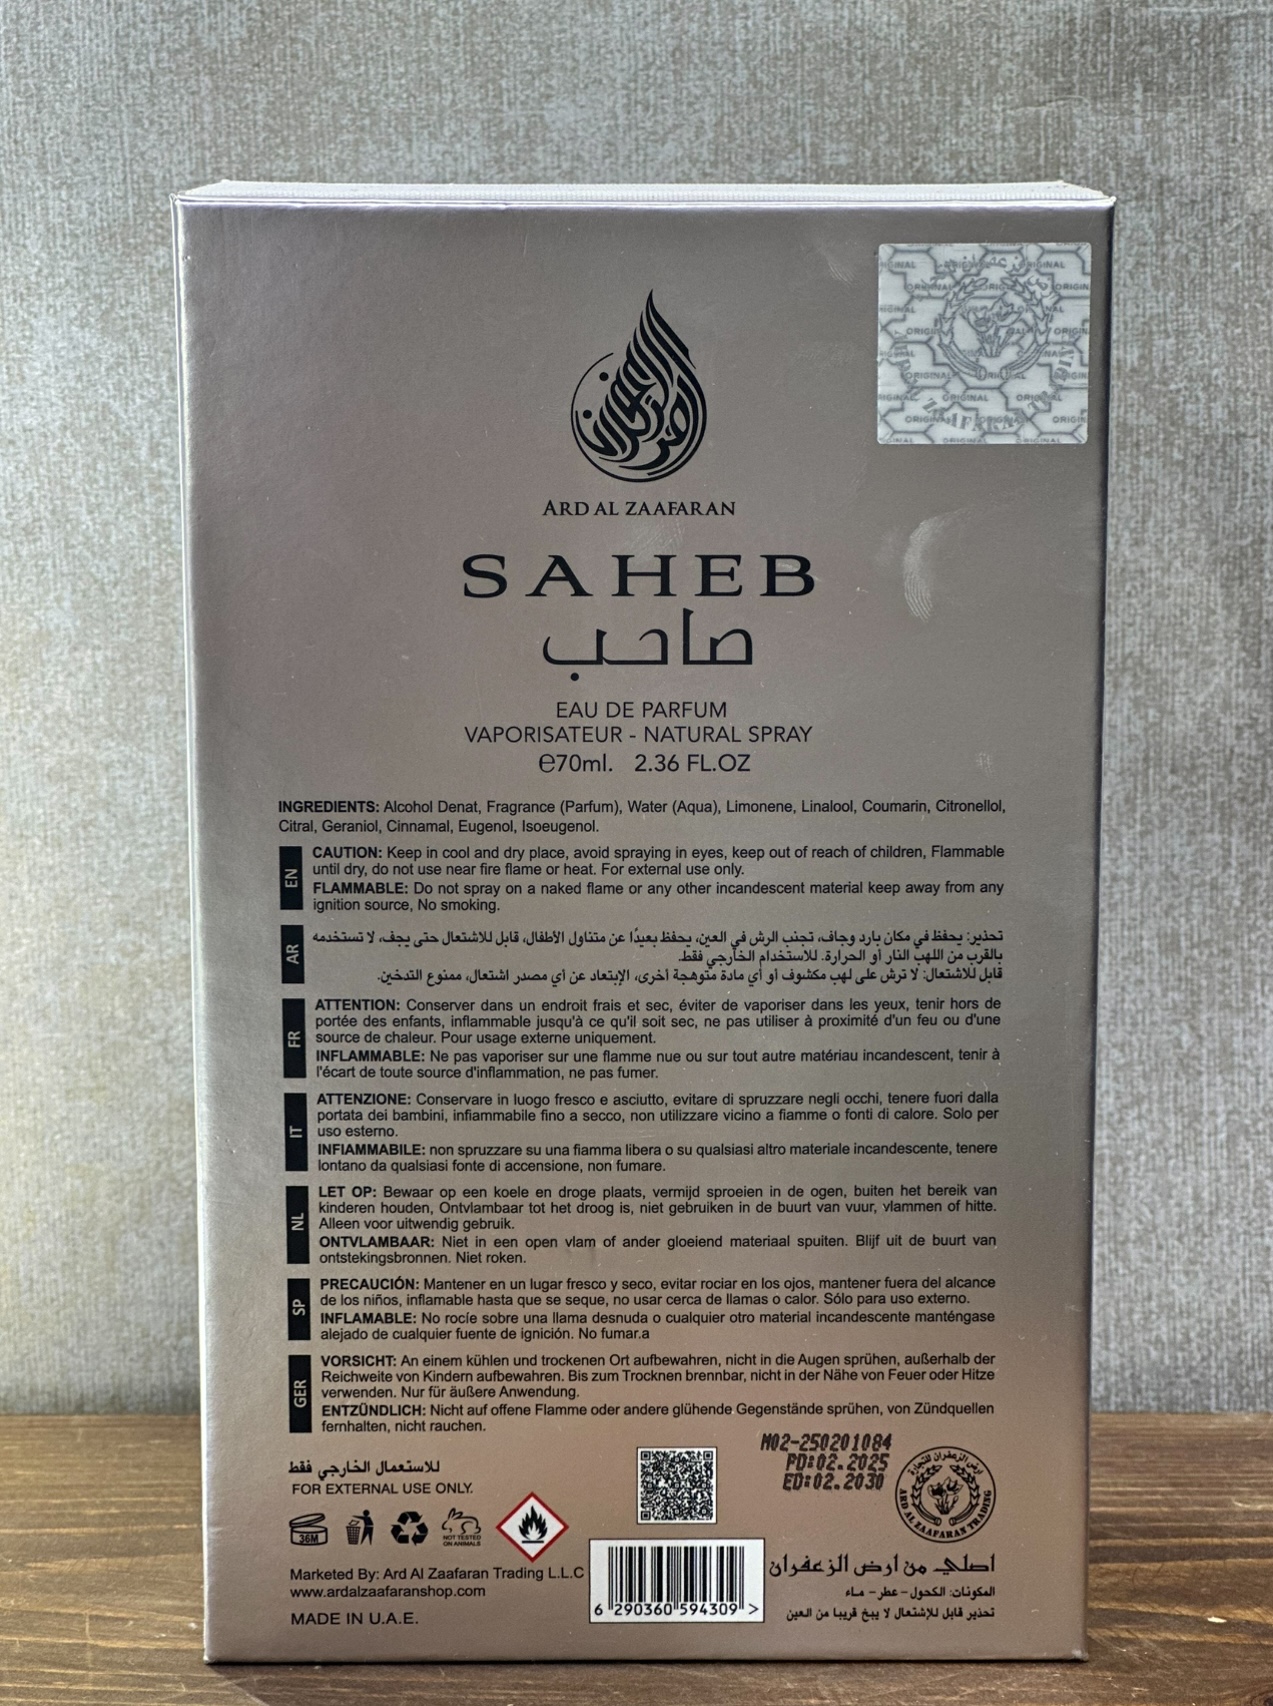 ARD AL ZAAFARAN
SAHEB
صاحب
EAU DE PARFUM
VAPORISATEUR - NATURAL SPRAY
℮70ml. 2.36 FL.OZ
INGREDIENTS: Alcohol Denat, Fragrance (Parfum), Water (Aqua), Limonene, Linalool, Coumarin, Citronellol,
Citral, Geraniol, Cinnamal, Eugenol, Isoeugenol.
EN
CAUTION: Keep in cool and dry place, avoid spraying in eyes, keep out of reach of children, Flammable
until dry, do not use near fire flame or heat. For external use only.
FLAMMABLE: Do not spray on a naked flame or any other incandescent material keep away from any
ignition source, No smoking.
AR
تحذير: يحفظ في مكان بارد وجاف، تجنب الرش في العين، يحفظ بعيدًا عن متناول الأطفال، قابل للاشتعال حتى يجف، لا تستخدمه
بالقرب من اللهب النار أو الحرارة. للاستخدام الخارجي فقط.
قابل للاشتعال: لا ترش على لهب مكشوف أو أي مادة متوهجة أخرى، الإبتعاد عن أي مصدر اشتعال، ممنوع التدخين.
FR
ATTENTION: Conserver dans un endroit frais et sec, éviter de vaporiser dans les yeux, tenir hors de
portée des enfants, inflammable jusqu'à ce qu'il soit sec, ne pas utiliser à proximité d'un feu ou d'une
source de chaleur. Pour usage externe uniquement.
INFLAMMABLE: Ne pas vaporiser sur une flamme nue ou sur tout autre matériau incandescent, tenir à
l'écart de toute source d'inflammation, ne pas fumer.
IT
ATTENZIONE: Conservare in luogo fresco e asciutto, evitare di spruzzare negli occhi, tenere fuori dalla
portata dei bambini, infiammabile fino a secco, non utilizzare vicino a fiamme o fonti di calore. Solo per
uso esterno.
INFIAMMABILE: non spruzzare su una fiamma libera o su qualsiasi altro materiale incandescente, tenere
lontano da qualsiasi fonte di accensione, non fumare.
NL
LET OP: Bewaar op een koele en droge plaats, vermijd sproeien in de ogen, buiten het bereik van
kinderen houden, Ontvlambaar tot het droog is, niet gebruiken in de buurt van vuur, vlammen of hitte.
Alleen voor uitwendig gebruik.
ONTVLAMBAAR: Niet in een open vlam of ander gloeiend materiaal spuiten. Blijf uit de buurt van
ontstekingsbronnen. Niet roken.
SP
PRECAUCIÓN: Mantener en un lugar fresco y seco, evitar rociar en los ojos, mantener fuera del alcance
de los niños, inflamable hasta que se seque, no usar cerca de llamas o calor. Sólo para uso externo.
INFLAMABLE: No rocíe sobre una llama desnuda o cualquier otro material incandescente manténgase
alejado de cualquier fuente de ignición. No fumar.a
GER
VORSICHT: An einem kühlen und trockenen Ort aufbewahren, nicht in die Augen sprühen, außerhalb der
Reichweite von Kindern aufbewahren. Bis zum Trocknen brennbar, nicht in der Nähe von Feuer oder Hitze
verwenden. Nur für äußere Anwendung.
ENTZÜNDLICH: Nicht auf offene Flamme oder andere glühende Gegenstände sprühen, von Zündquellen
fernhalten, nicht rauchen.
للاستعمال الخارجي فقط
FOR EXTERNAL USE ONLY.
36M
NOT TESTED
ON ANIMALS
Marketed By: Ard Al Zaafaran Trading L.L.C
www.ardalzaafaranshop.com
MADE IN U.A.E.
M02-250201084
PD:02.2025
ED:02.2030
ارض الزعفران للتجارة
ARD AL ZAAFARAN TRADING
6 290360 594309 >
اصلي من ارض الزعفران
المكونات: الكحول - عطر - ماء
تحذير قابل للإشتعال لا يبخ قريبا من العين